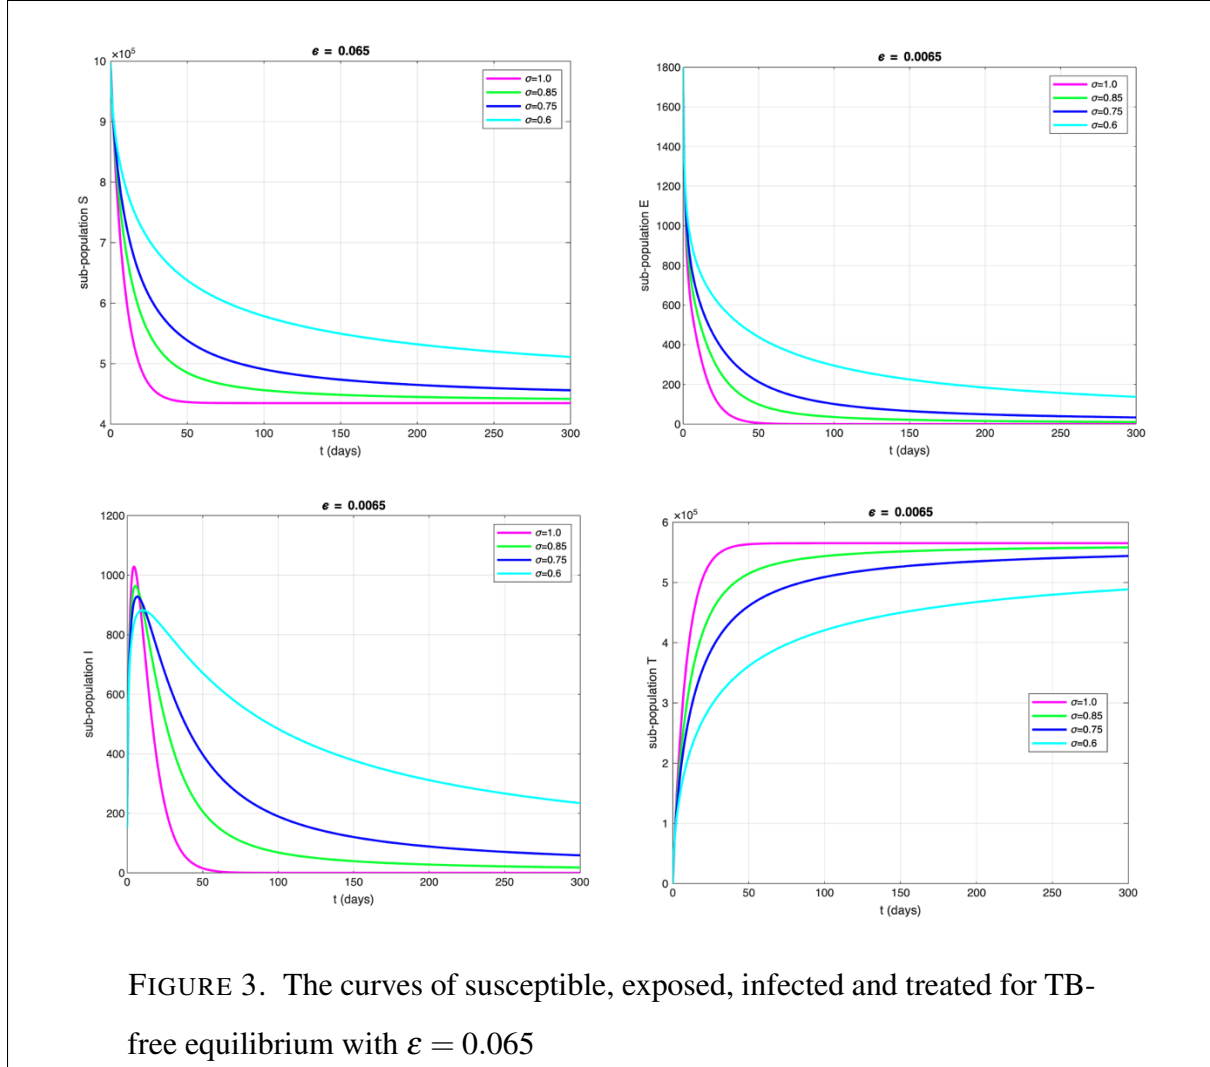 ϵ = 0.065
×10⁵
10
9
8
7
6
5
4
sub-population S
0 50 100 150 200 250 300
t (days)
σ=1.0
σ=0.85
σ=0.75
σ=0.6
ϵ = 0.0065
1800
1600
1400
1200
1000
800
600
400
200
0
sub-population E
0 50 100 150 200 250 300
t (days)
σ=1.0
σ=0.85
σ=0.75
σ=0.6
ϵ = 0.0065
1200
1000
800
600
400
200
0
sub-population I
0 50 100 150 200 250 300
t (days)
σ=1.0
σ=0.85
σ=0.75
σ=0.6
ϵ = 0.0065
×10⁵
6
5
4
3
2
1
0
sub-population T
0 50 100 150 200 250 300
t (days)
σ=1.0
σ=0.85
σ=0.75
σ=0.6
FIGURE 3. The curves of susceptible, exposed, infected and treated for TB-
free equilibrium with ε = 0.065